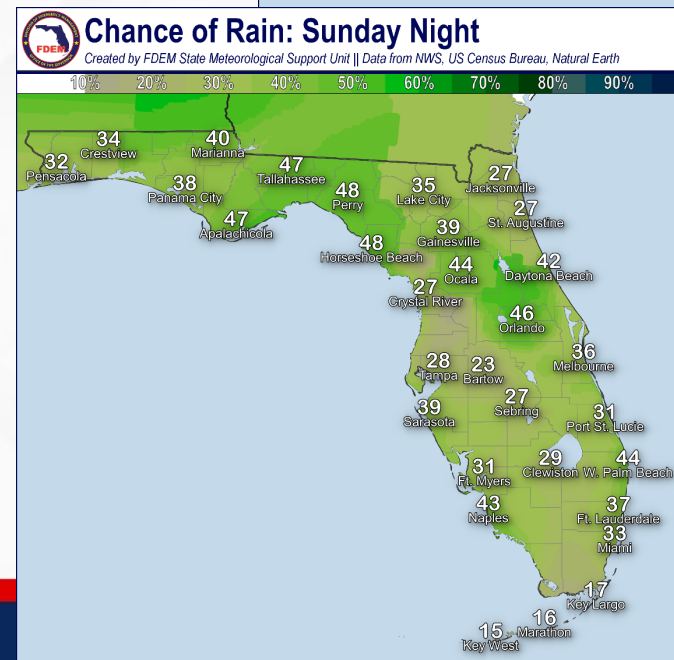 Chance of Rain: Sunday Night
FDEM
Created by FDEM State Meteorological Support Unit || Data from NWS, US Census Bureau, Natural Earth
10% 20% 30% 40% 50% 60% 70% 80% 90%
34
Crestview
40
Marianna
32
Pensacola
47
Tallahassee
38
Panama City
48
Perry
35
Lake City
27
Jacksonville
47
Apalachicola
27
St. Augustine
39
Gainesville
48
Horseshoe Beach
44
Ocala
42
Daytona Beach
27
Crystal River
46
Orlando
28
Tampa
23
Bartow
36
Melbourne
39
Sarasota
27
Sebring
31
Port St. Lucie
31
Ft. Myers
29
Clewiston
44
W. Palm Beach
43
Naples
37
Ft. Lauderdale
33
Miami
17
Key Largo
16
Marathon
15
Key West